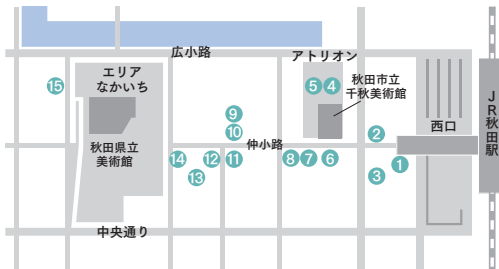 広小路
アトリオン
エリア
なかいち
⑮
⑤ ④
秋田市立
千秋美術館
⑨
⑩
②
西口
JR秋田駅
秋田県立
美術館
仲小路
⑭ ⑫ ⑪ ⑧ ⑦ ⑥
①
⑬
③
中央通り